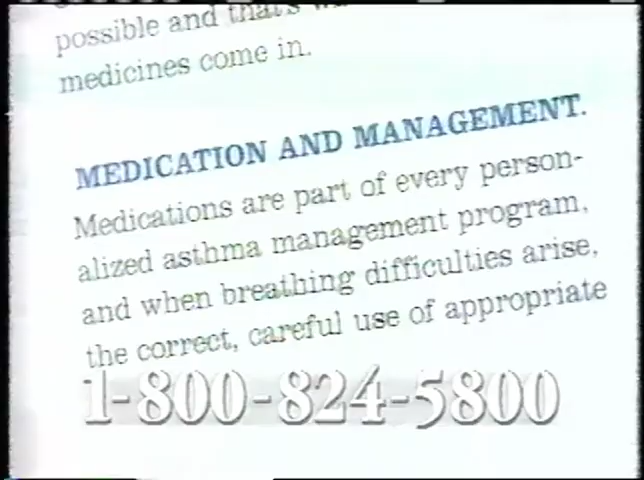 possible and that's
medicines come in.
MEDICATION AND MANAGEMENT.
Medications are part of every person-
alized asthma management program,
and when breathing difficulties arise,
the correct, careful use of appropriate
1-800-824-5800